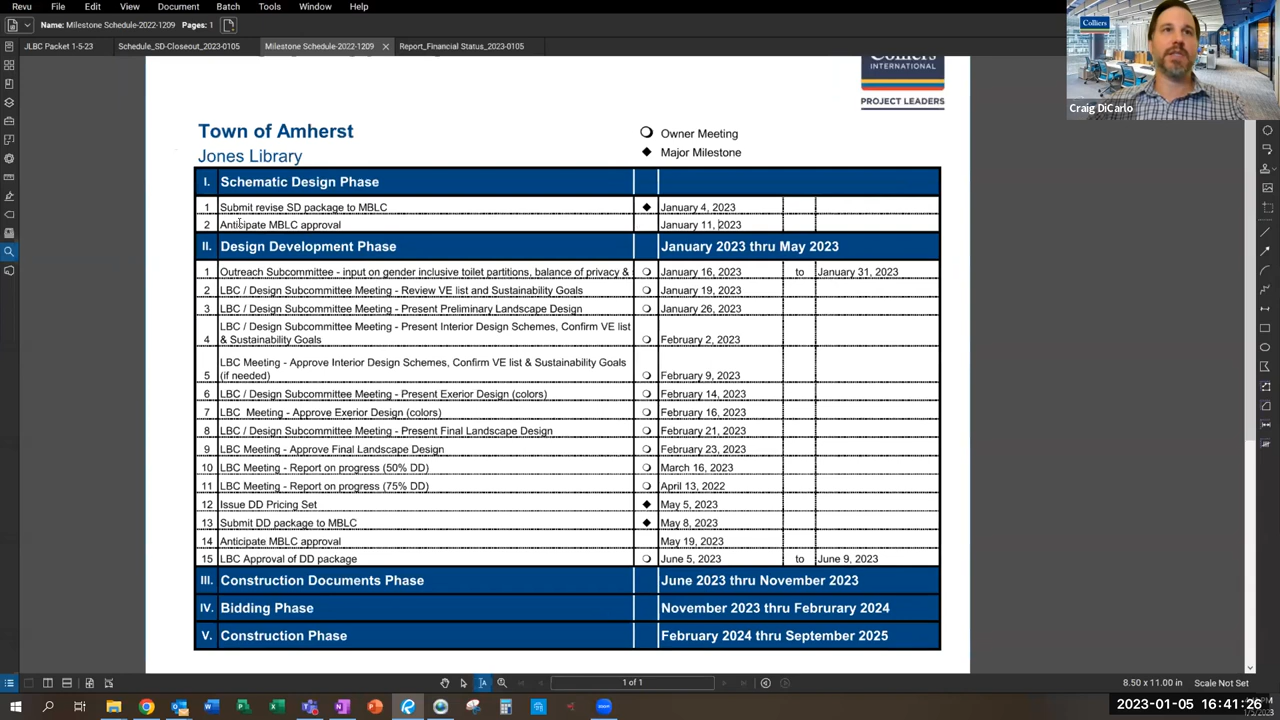 Revu File Edit View Document Batch Tools Window Help
Name: Milestone Schedule-2022-1209 Pages: 1
JLBC Packet 1-5-23 Schedule_SD-Closeout_2023-0105 Milestone Schedule-2022-1209 Report_Financial Status_2023-0105
Colliers
Craig DiCarlo
Colliers
INTERNATIONAL
PROJECT LEADERS
Town of Amherst
Jones Library
Owner Meeting
Major Milestone
I. Schematic Design Phase
1 Submit revise SD package to MBLC January 4, 2023
2 Anticipate MBLC approval January 11, 2023
II. Design Development Phase January 2023 thru May 2023
1 Outreach Subcommittee - input on gender inclusive toilet partitions, balance of privacy & January 16, 2023 to January 31, 2023
2 LBC / Design Subcommittee Meeting - Review VE list and Sustainability Goals January 19, 2023
3 LBC / Design Subcommittee Meeting - Present Preliminary Landscape Design January 26, 2023
4 LBC / Design Subcommittee Meeting - Present Interior Design Schemes, Confirm VE list
& Sustainability Goals February 2, 2023
5 LBC Meeting - Approve Interior Design Schemes, Confirm VE list & Sustainability Goals
(if needed) February 9, 2023
6 LBC / Design Subcommittee Meeting - Present Exerior Design (colors) February 14, 2023
7 LBC Meeting - Approve Exerior Design (colors) February 16, 2023
8 LBC / Design Subcommittee Meeting - Present Final Landscape Design February 21, 2023
9 LBC Meeting - Approve Final Landscape Design February 23, 2023
10 LBC Meeting - Report on progress (50% DD) March 16, 2023
11 LBC Meeting - Report on progress (75% DD) April 13, 2022
12 Issue DD Pricing Set May 5, 2023
13 Submit DD package to MBLC May 8, 2023
14 Anticipate MBLC approval May 19, 2023
15 LBC Approval of DD package June 5, 2023 to June 9, 2023
III. Construction Documents Phase June 2023 thru November 2023
IV. Bidding Phase November 2023 thru Februrary 2024
V. Construction Phase February 2024 thru September 2025
1 of 1
8.50 x 11.00 in Scale Not Set
2023-01-05 16:41:26